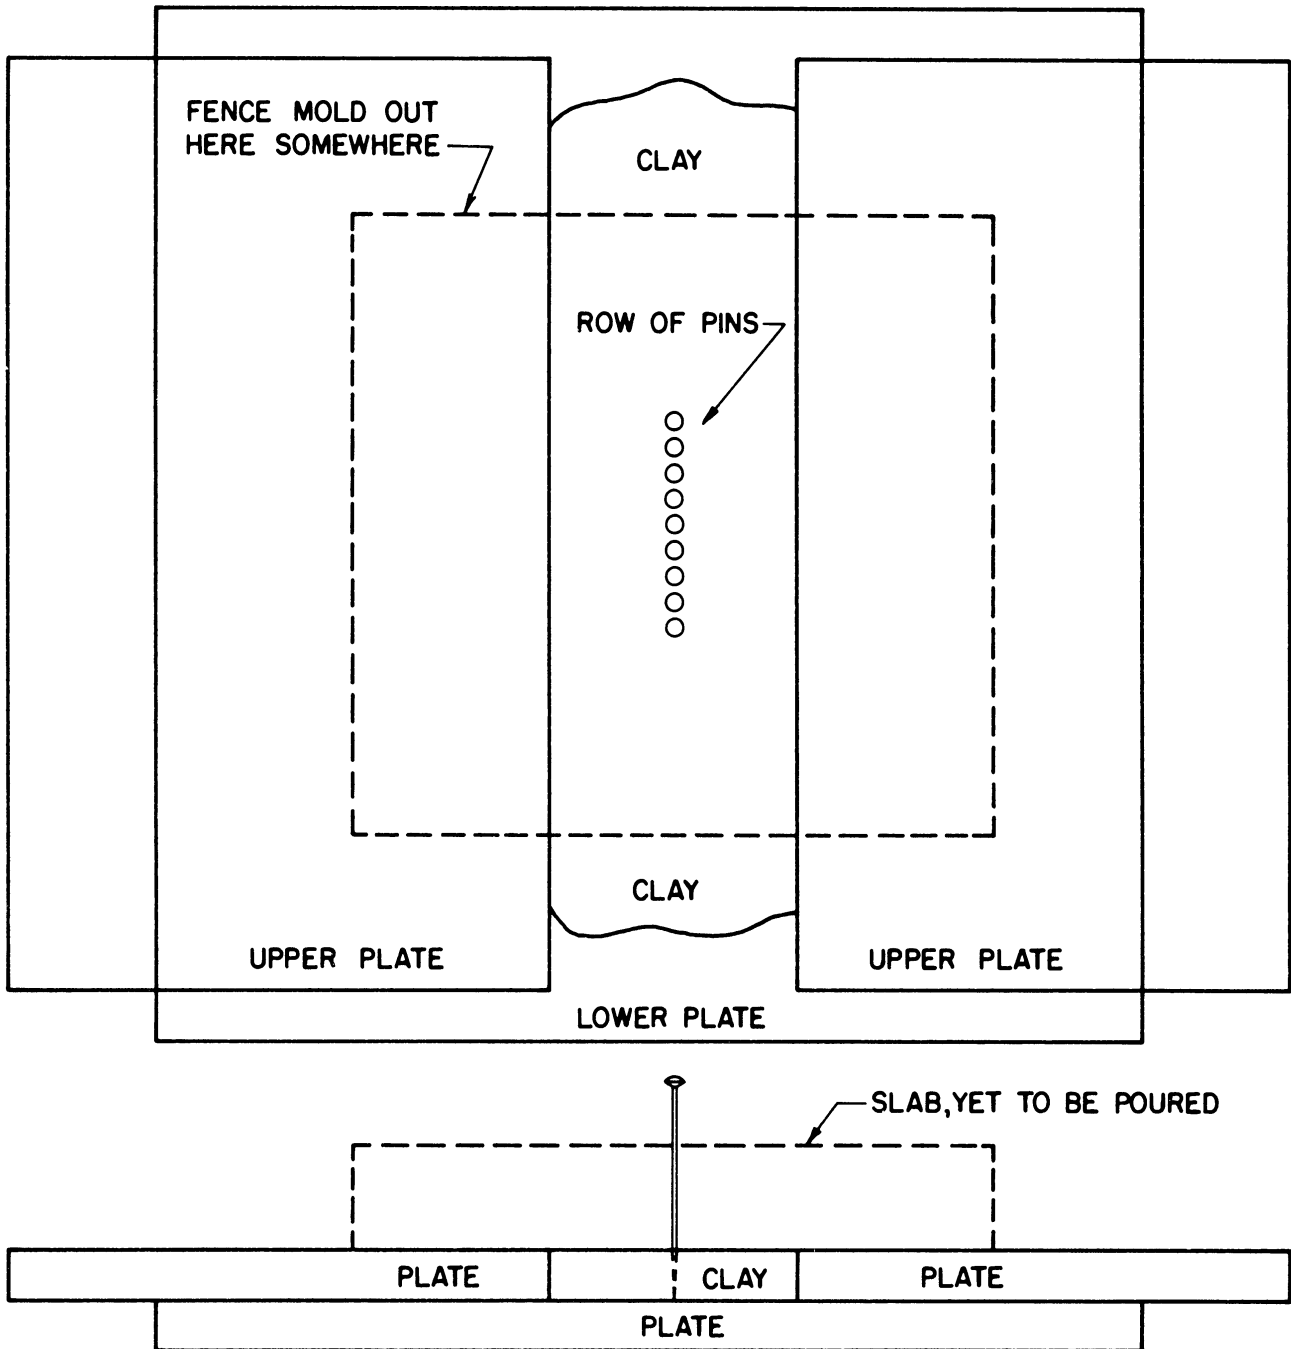 FENCE MOLD OUT
HERE SOMEWHERE
CLAY
ROW OF PINS
CLAY
UPPER PLATE
UPPER PLATE
LOWER PLATE
SLAB, YET TO BE POURED
PLATE
CLAY
PLATE
PLATE